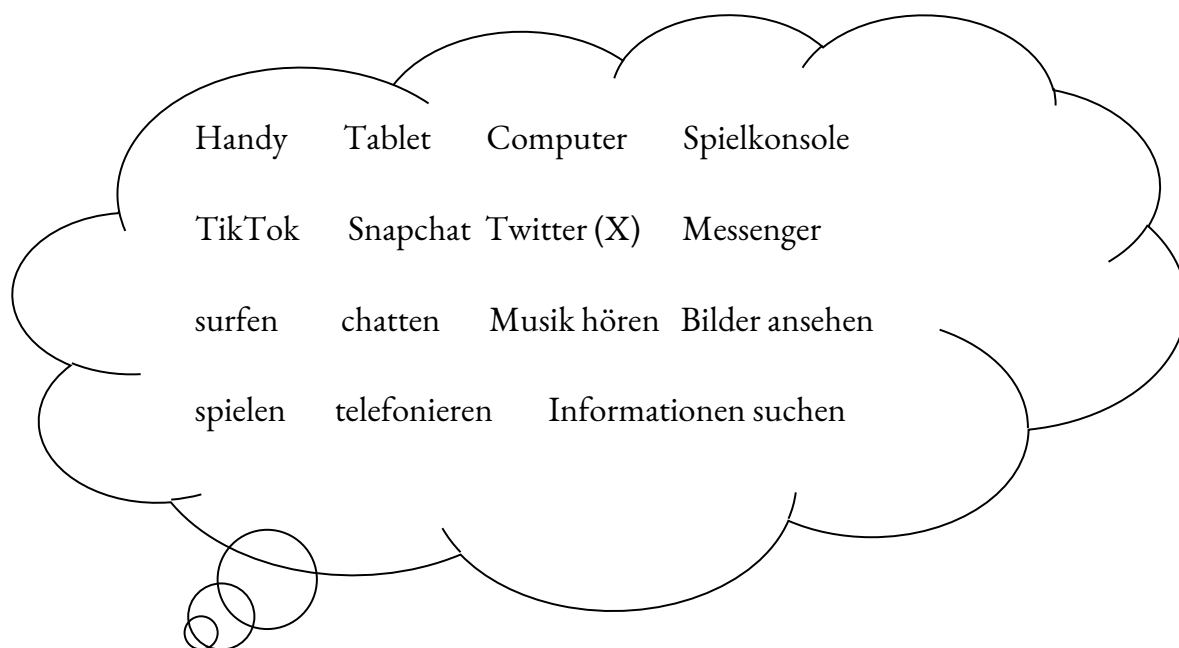 Handy Tablet Computer Spielkonsole
TikTok Snapchat Twitter (X) Messenger
surfen chatten Musik hören Bilder ansehen
spielen telefonieren Informationen suchen